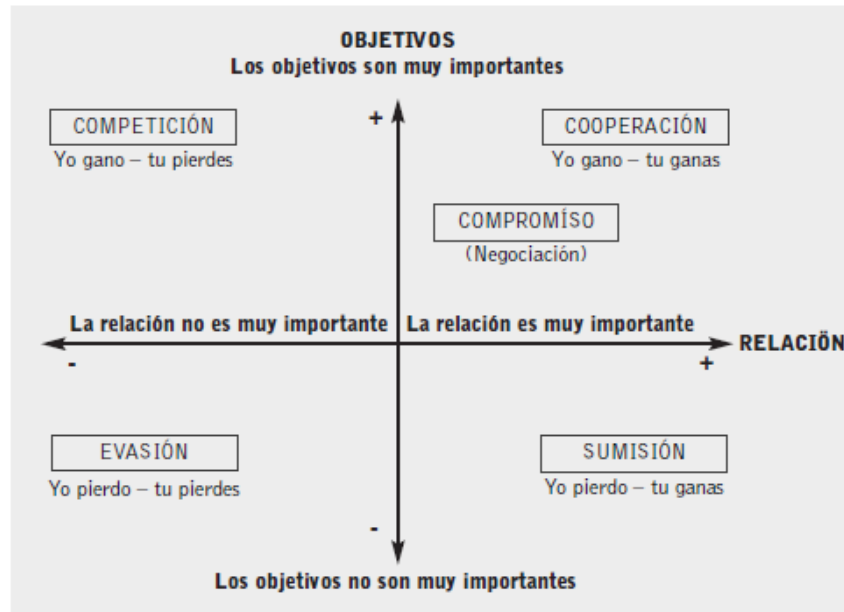 OBJETIVOS
Los objetivos son muy importantes
+
COMPETICIÓN
COOPERACIÓN
Yo gano – tu pierdes
Yo gano – tu ganas
COMPROMÍSO
(Negociación)
La relación no es muy importante
La relación es muy importante
RELACIÖN
-
+
EVASIÓN
SUMISIÓN
Yo pierdo – tu pierdes
Yo pierdo – tu ganas
-
Los objetivos no son muy importantes